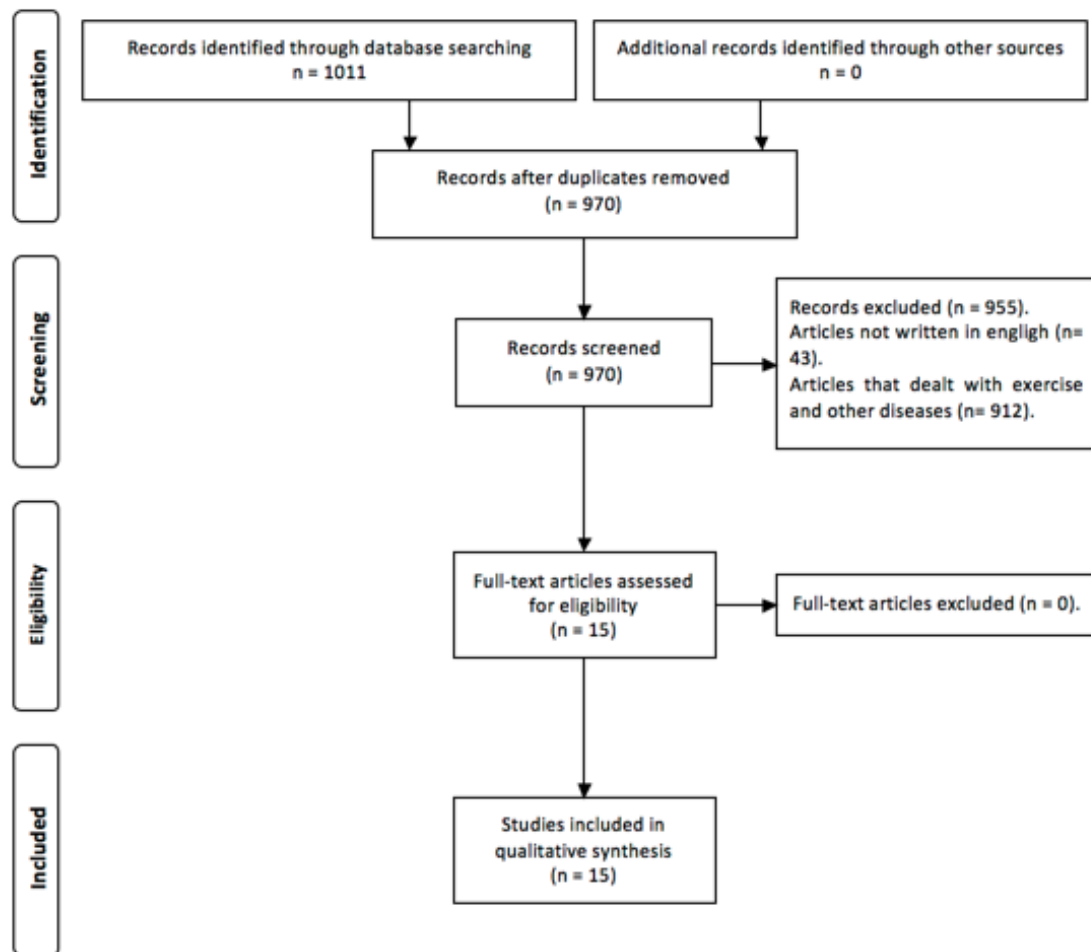 Identification
Records identified through database searching
n = 1011
Additional records identified through other sources
n = 0
Records after duplicates removed
(n = 970)
Screening
Records screened
(n = 970)
Records excluded (n = 955).
Articles not written in engligh (n=
43).
Articles that dealt with exercise
and other diseases (n= 912).
Eligibility
Full-text articles assessed
for eligibility
(n = 15)
Full-text articles excluded (n = 0).
Included
Studies included in
qualitative synthesis
(n = 15)